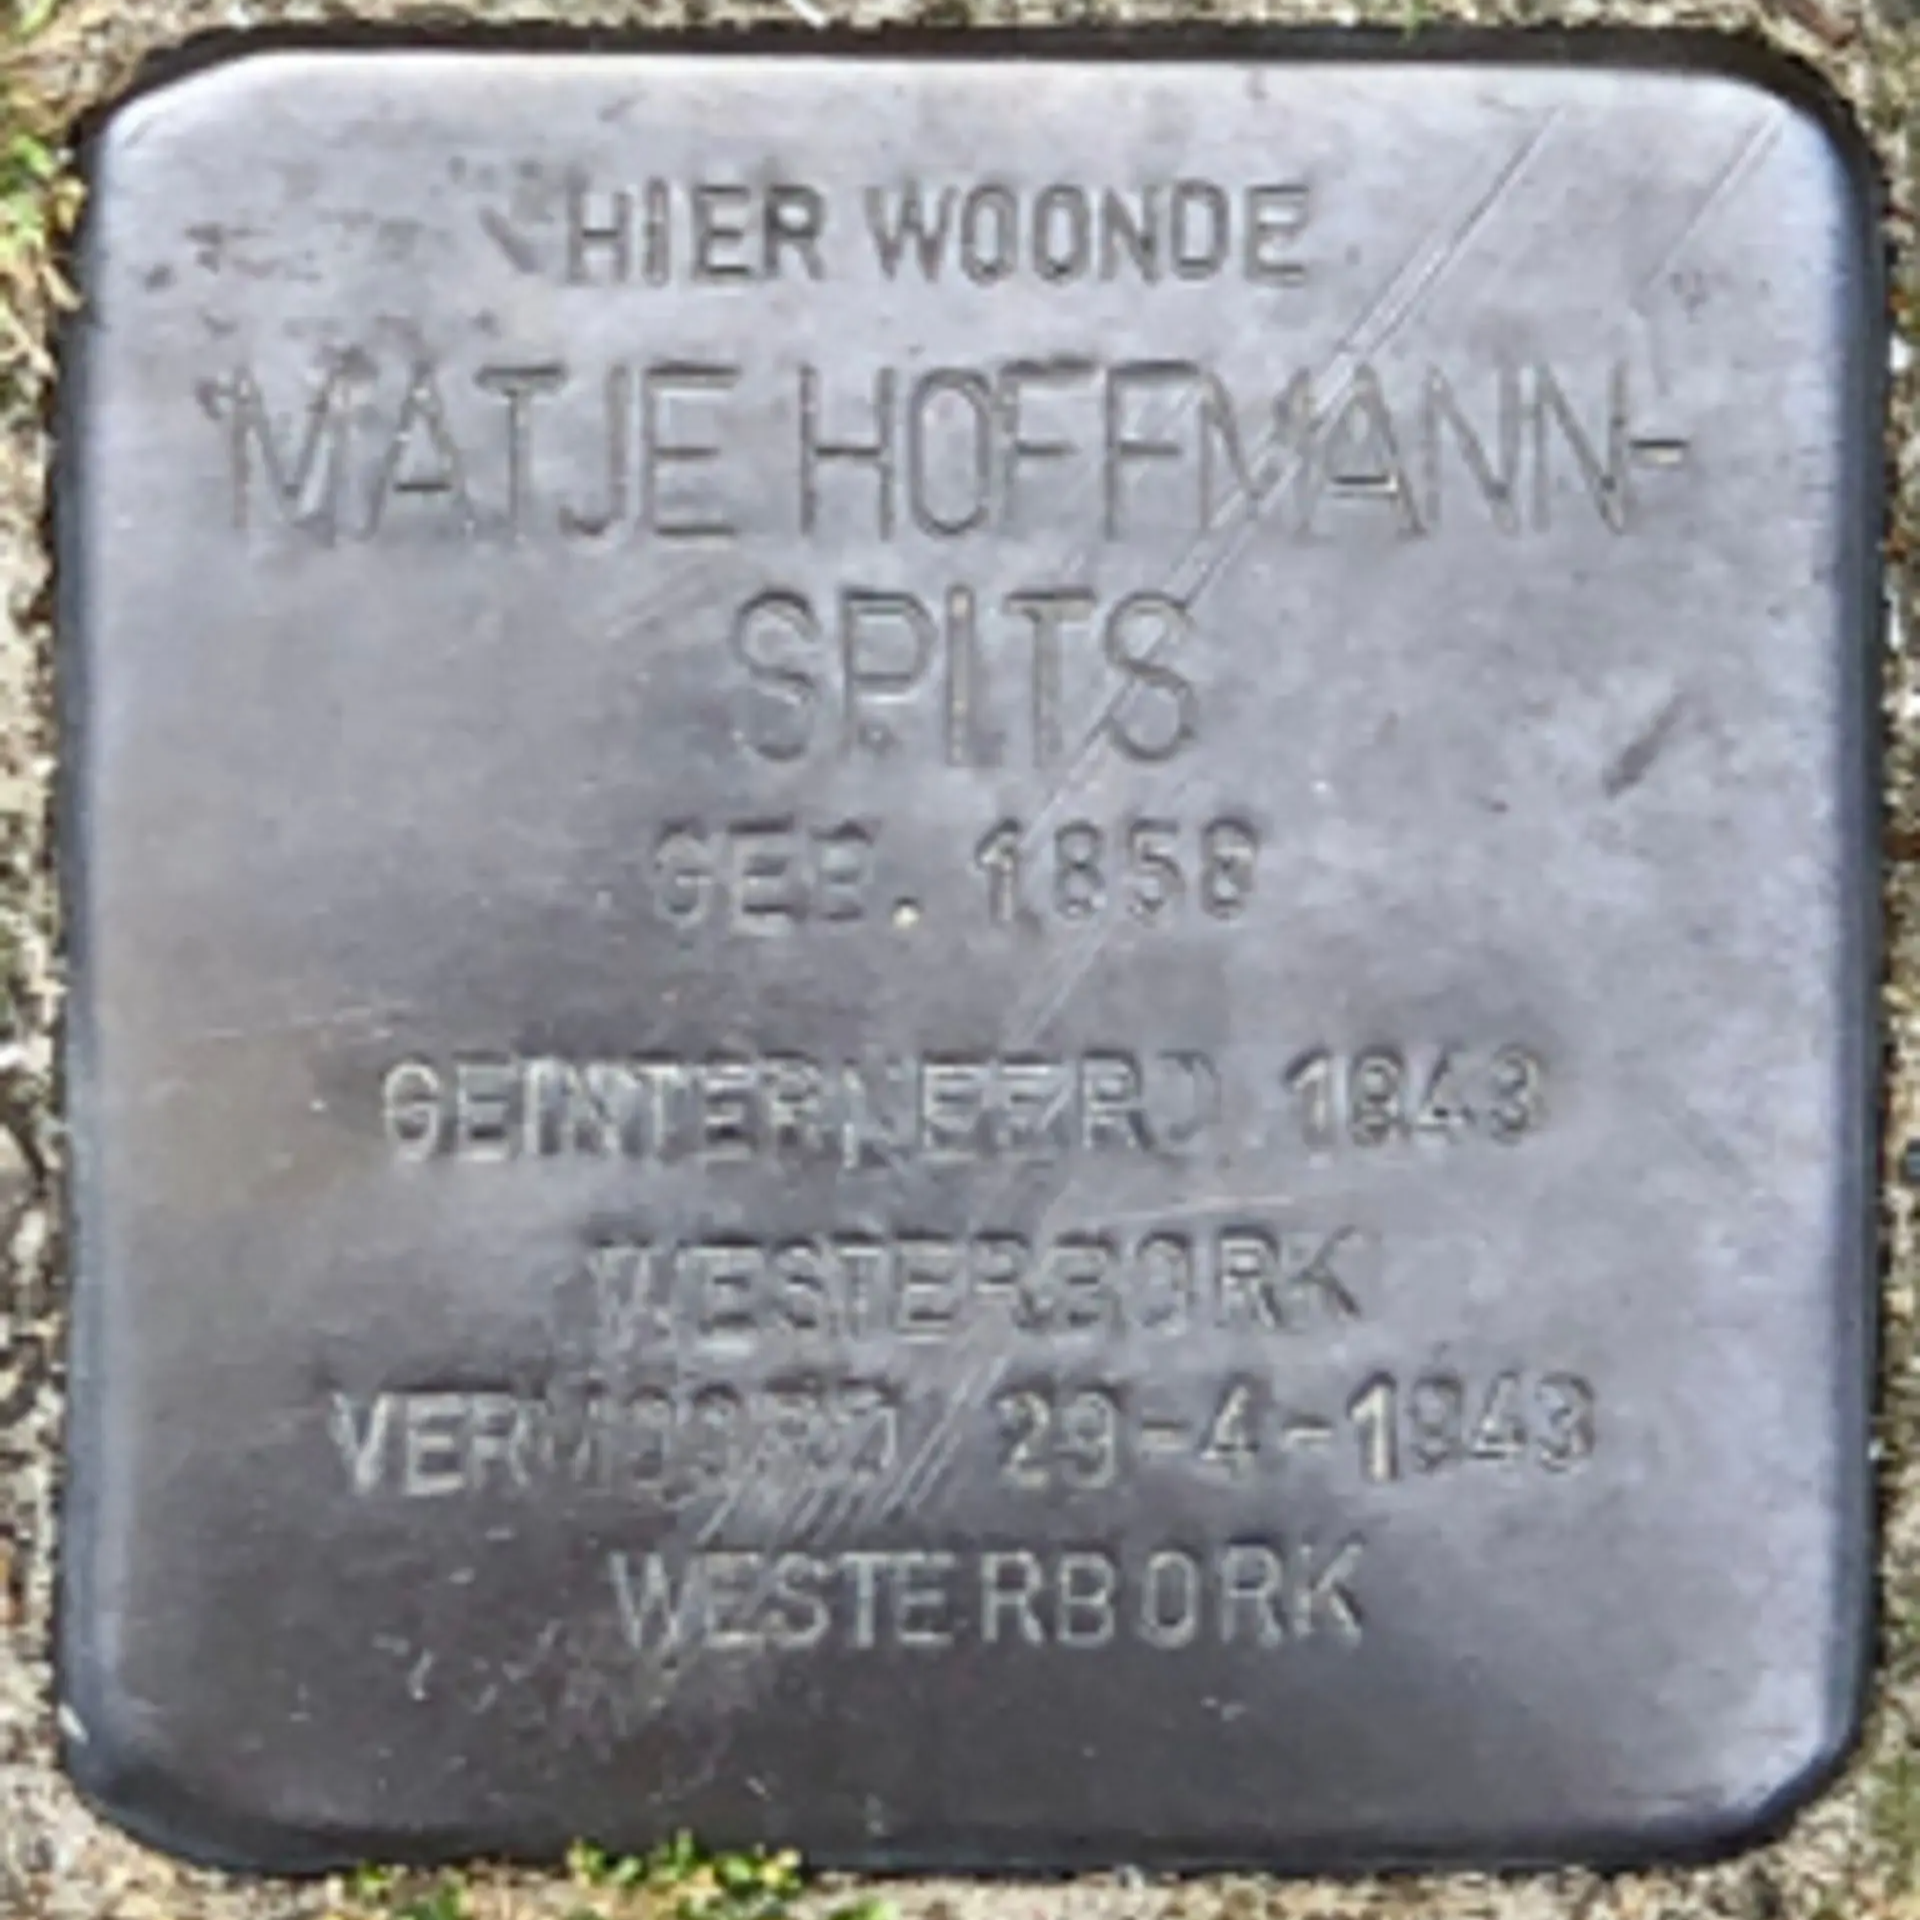 HIER WOONDE
MATJE HOFFMANN-
SPITS
GEB. 1858
GEINTERNEERD 1943
WESTERBORK
VERMOORD 29-4-1943
WESTERBORK